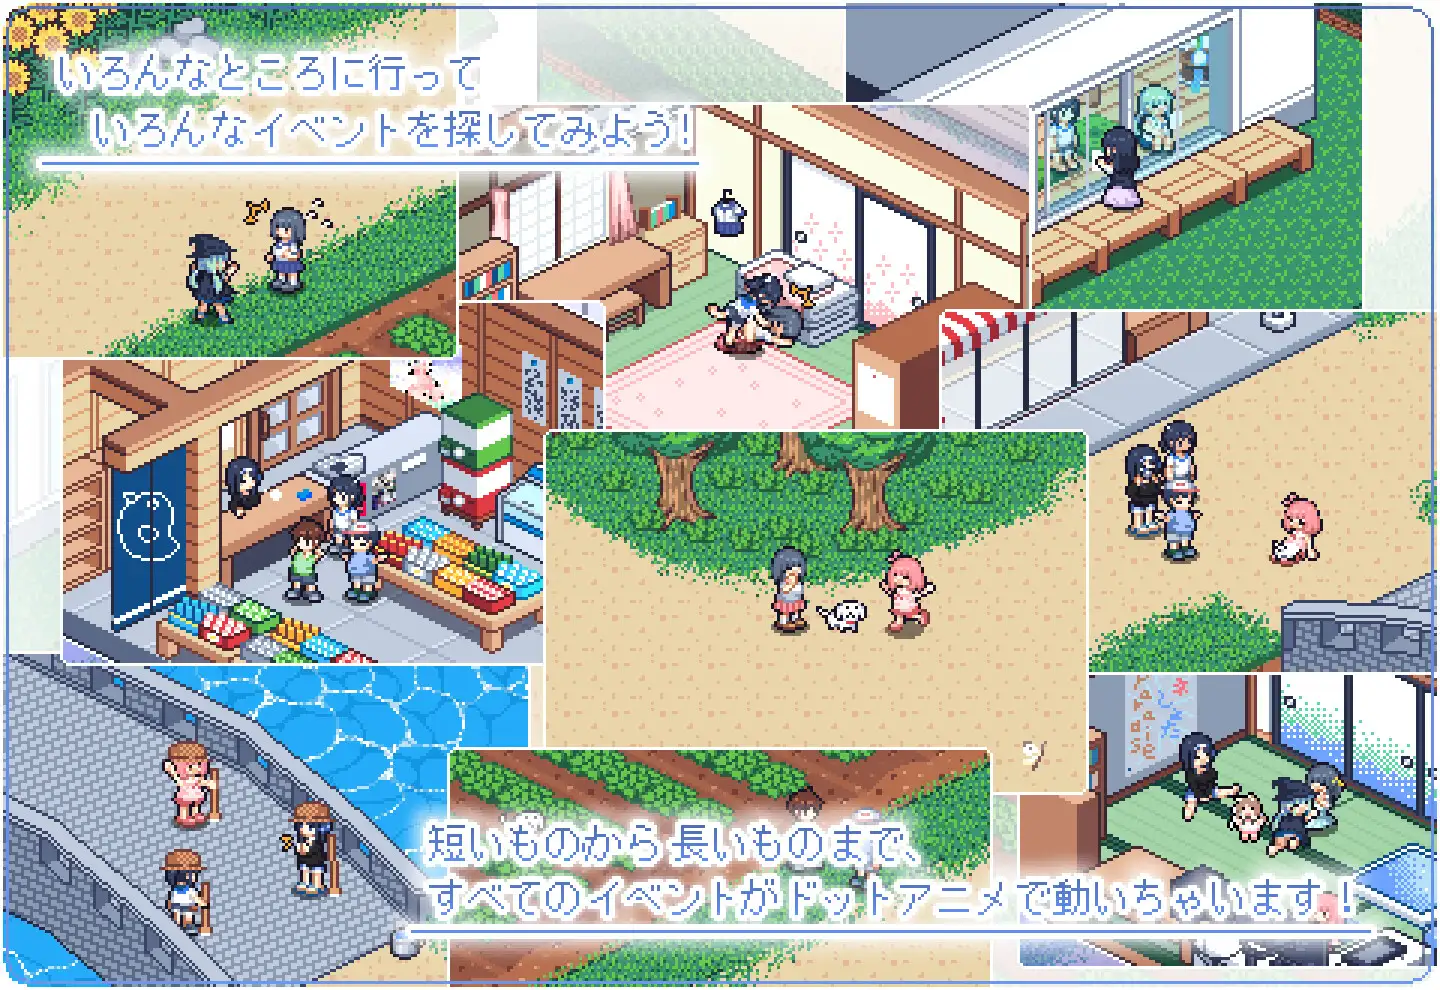 いろんなところに行って
いろんなイベントを探してみよう!
短いものから長いものまで、
すべてのイベントがドットアニメで動いちゃいます!